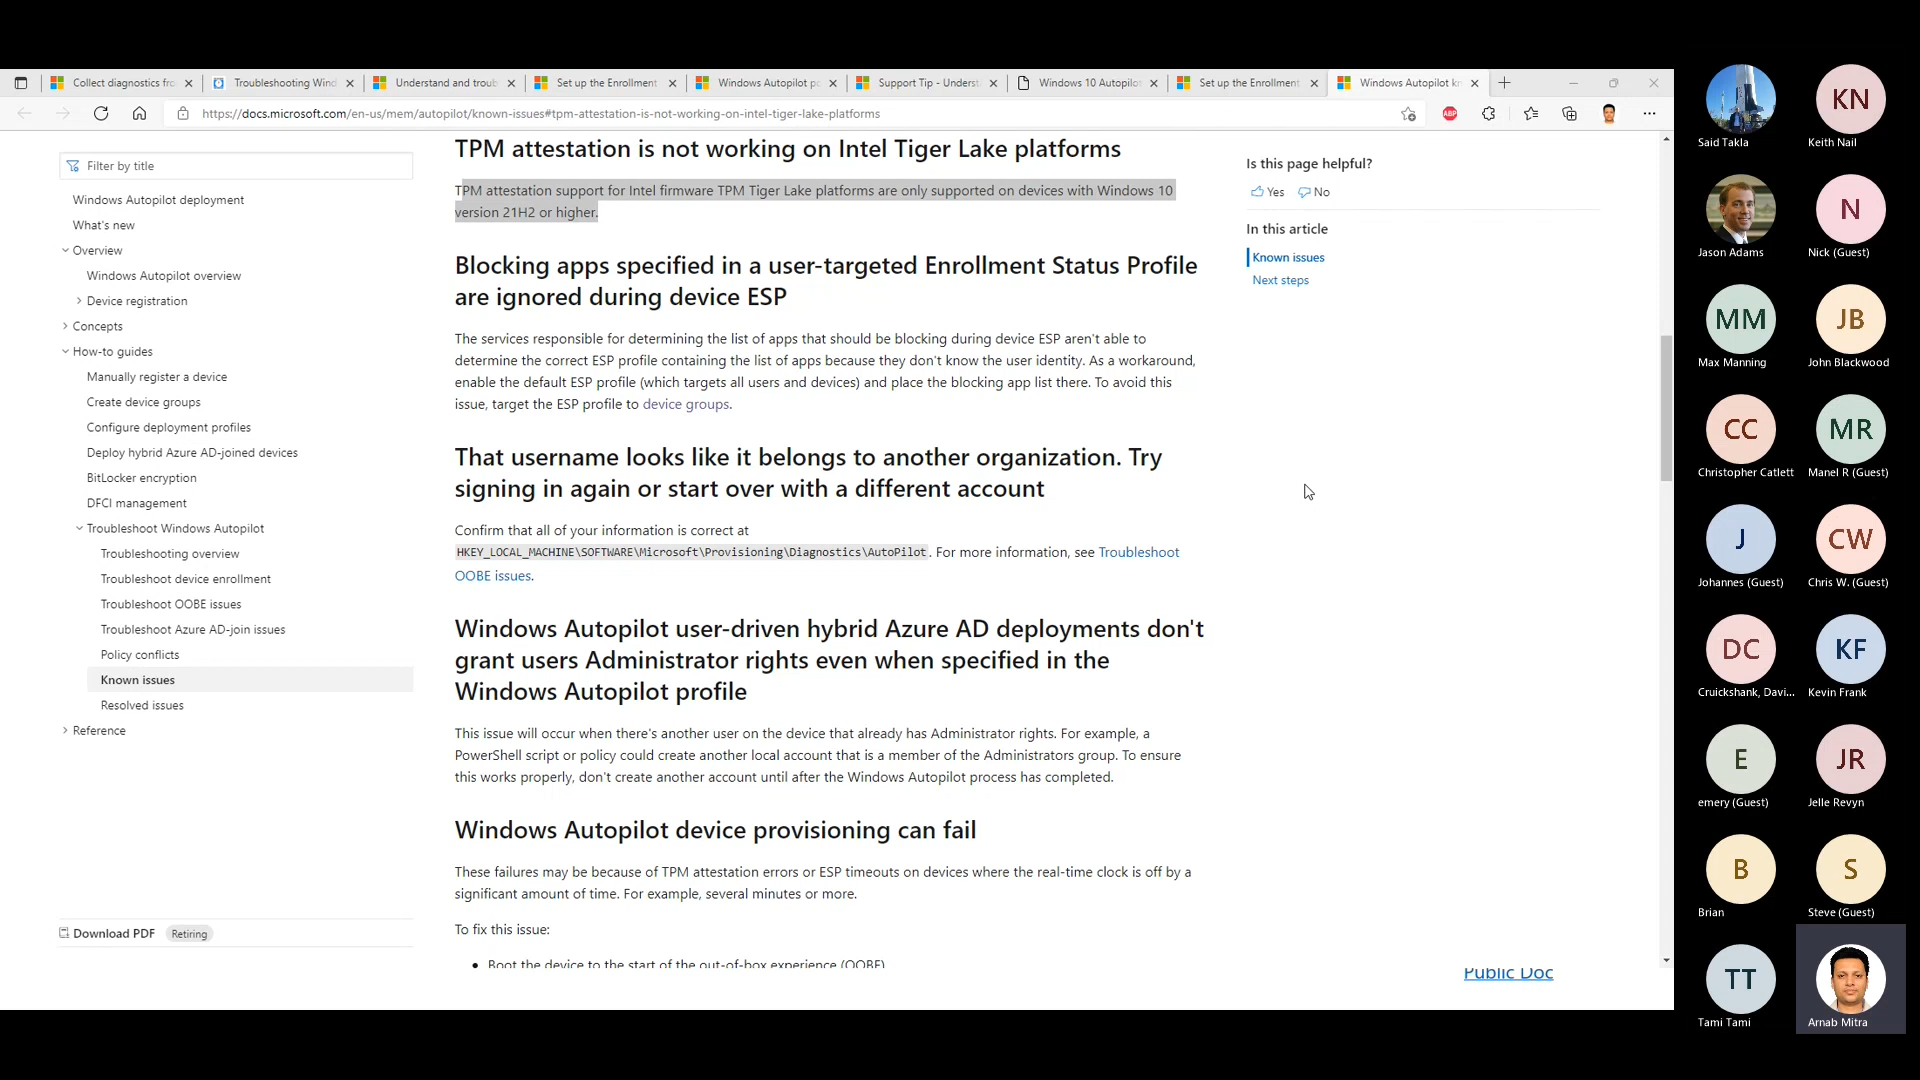 Collect diagnostics fro
Troubleshooting Wind
Understand and troub
Set up the Enrollment
Windows Autopilot po
Support Tip - Underst
Windows 10 Autopilot
Set up the Enrollment
Windows Autopilot kn
https://docs.microsoft.com/en-us/mem/autopilot/known-issues#tpm-attestation-is-not-working-on-intel-tiger-lake-platforms
ABP
Filter by title
Windows Autopilot deployment
What's new
Overview
Windows Autopilot overview
Device registration
Concepts
How-to guides
Manually register a device
Create device groups
Configure deployment profiles
Deploy hybrid Azure AD-joined devices
BitLocker encryption
DFCI management
Troubleshoot Windows Autopilot
Troubleshooting overview
Troubleshoot device enrollment
Troubleshoot OOBE issues
Troubleshoot Azure AD-join issues
Policy conflicts
Known issues
Resolved issues
Reference
Download PDF
Retiring
TPM attestation is not working on Intel Tiger Lake platforms
TPM attestation support for Intel firmware TPM Tiger Lake platforms are only supported on devices with Windows 10
version 21H2 or higher.
Blocking apps specified in a user-targeted Enrollment Status Profile
are ignored during device ESP
The services responsible for determining the list of apps that should be blocking during device ESP aren't able to
determine the correct ESP profile containing the list of apps because they don't know the user identity. As a workaround,
enable the default ESP profile (which targets all users and devices) and place the blocking app list there. To avoid this
issue, target the ESP profile to device groups.
That username looks like it belongs to another organization. Try
signing in again or start over with a different account
Confirm that all of your information is correct at
HKEY_LOCAL_MACHINE\SOFTWARE\Microsoft\Provisioning\Diagnostics\AutoPilot. For more information, see Troubleshoot
OOBE issues.
Windows Autopilot user-driven hybrid Azure AD deployments don't
grant users Administrator rights even when specified in the
Windows Autopilot profile
This issue will occur when there's another user on the device that already has Administrator rights. For example, a
PowerShell script or policy could create another local account that is a member of the Administrators group. To ensure
this works properly, don't create another account until after the Windows Autopilot process has completed.
Windows Autopilot device provisioning can fail
These failures may be because of TPM attestation errors or ESP timeouts on devices where the real-time clock is off by a
significant amount of time. For example, several minutes or more.
To fix this issue:
• Boot the device to the start of the out-of-box experience (OOBE)
Is this page helpful?
Yes
No
In this article
Known issues
Next steps
Public Doc
Said Takla
KN
Keith Nail
Jason Adams
N
Nick (Guest)
MM
Max Manning
JB
John Blackwood
CC
Christopher Catlett
MR
Manel R (Guest)
J
Johannes (Guest)
CW
Chris W. (Guest)
DC
Cruickshank, Davi...
KF
Kevin Frank
E
emery (Guest)
JR
Jelle Revyn
B
Brian
S
Steve (Guest)
TT
Tami Tami
Arnab Mitra